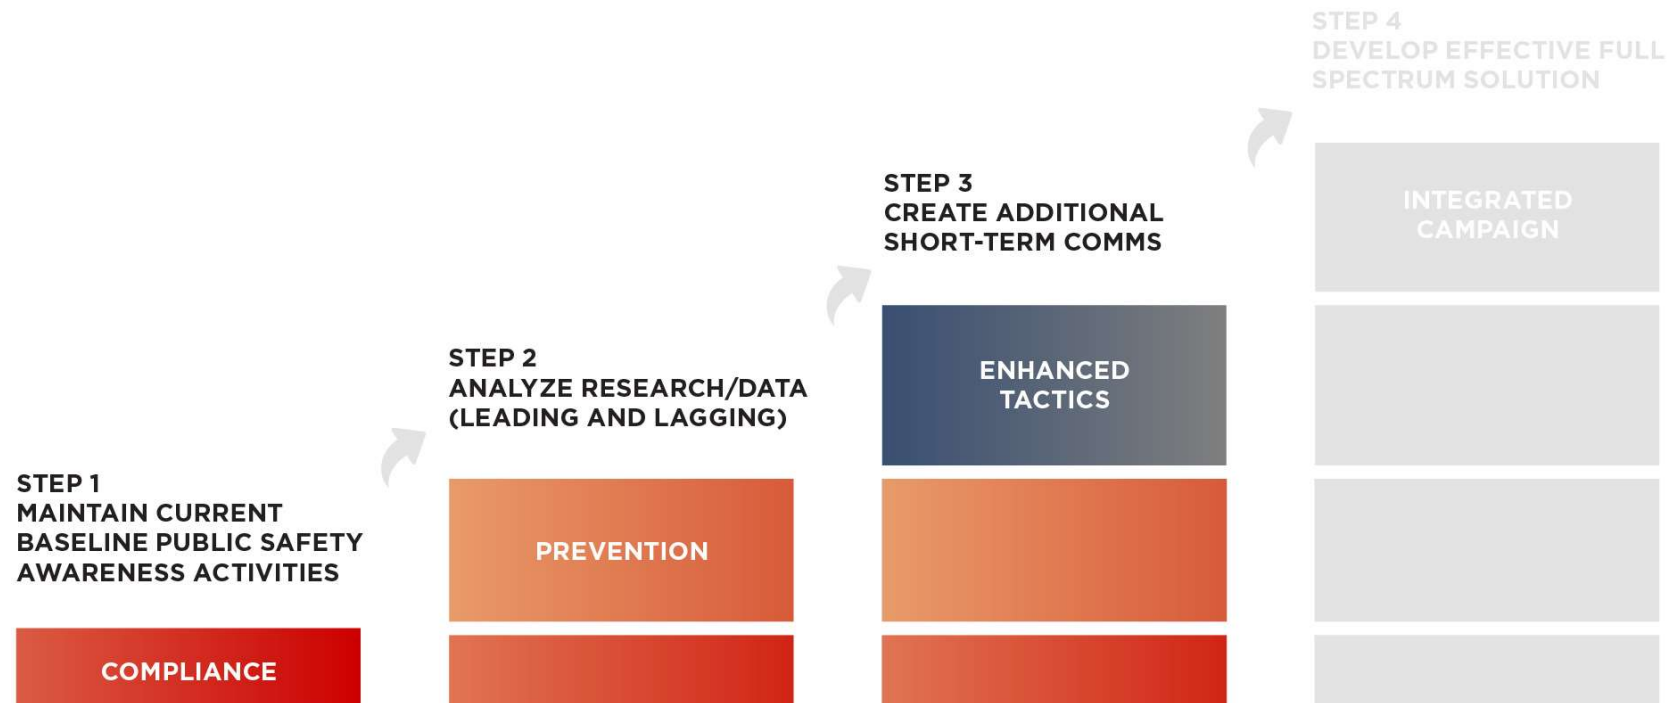 STEP 1
MAINTAIN CURRENT
BASELINE PUBLIC SAFETY
AWARENESS ACTIVITIES
COMPLIANCE
STEP 2
ANALYZE RESEARCH/DATA
(LEADING AND LAGGING)
PREVENTION
STEP 3
CREATE ADDITIONAL
SHORT-TERM COMMS
ENHANCED
TACTICS
STEP 4
DEVELOP EFFECTIVE FULL
SPECTRUM SOLUTION
INTEGRATED
CAMPAIGN